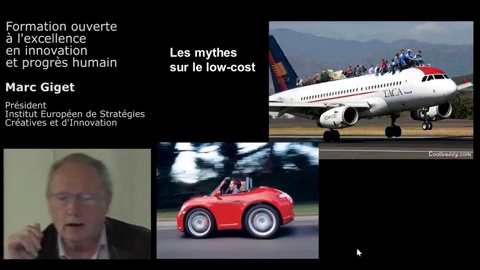 Formation ouverte
à l'excellence
en innovation
et progrès humain
Marc Giget
Président
Institut Européen de Stratégies
Créatives et d'Innovation
Les mythes
sur le low-cost
TACA
Coolbuddy.com